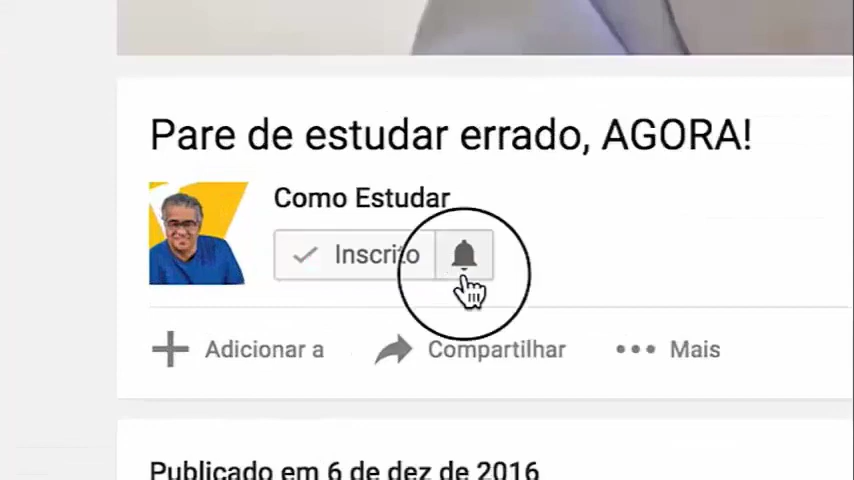 Pare de estudar errado, AGORA!
Como Estudar
Inscrito
Adicionar a
Compartilhar
Mais
Publicado em 6 de dez de 2016